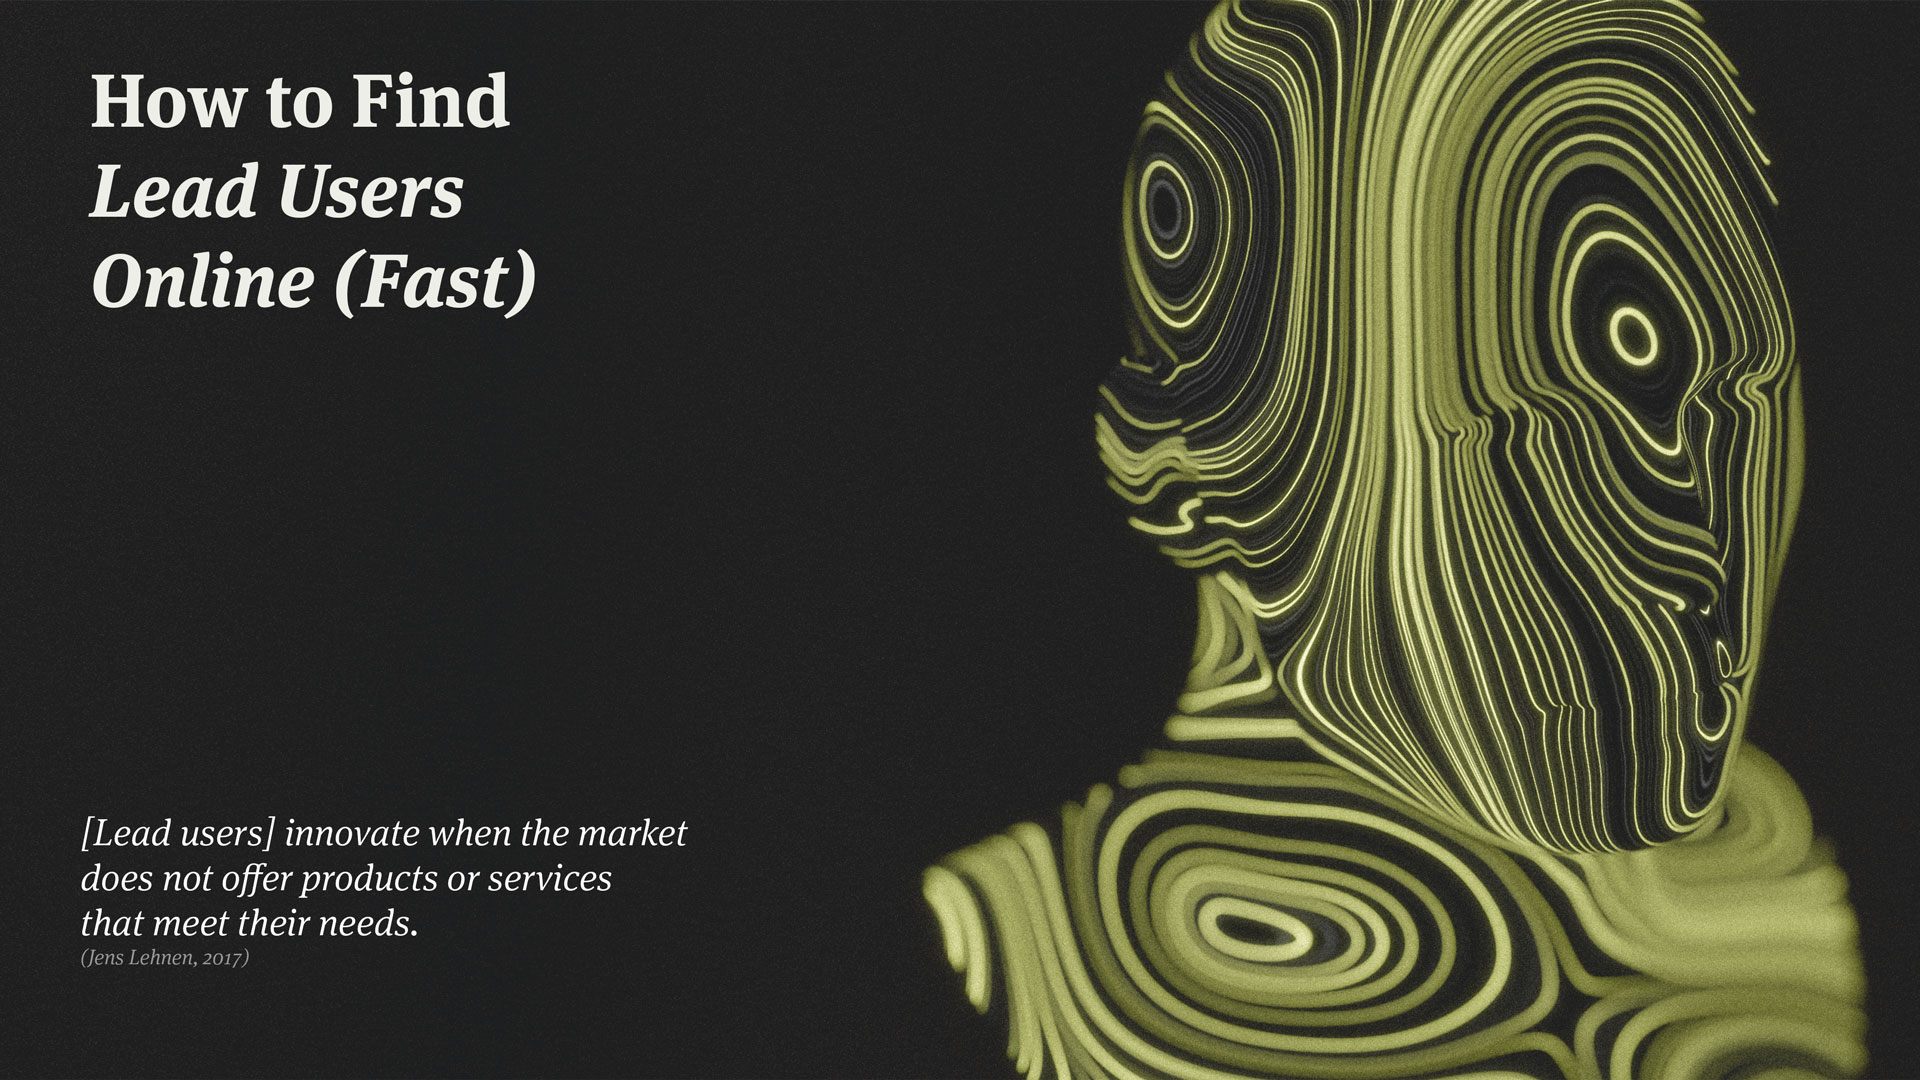 How to Find
Lead Users
Online (Fast)
[Lead users] innovate when the market
does not offer products or services
that meet their needs.
(Jens Lehnen, 2017)